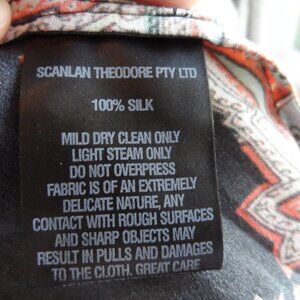 SCANLAN THEODORE PTY LTD
100% SILK
MILD DRY CLEAN ONLY
LIGHT STEAM ONLY
DO NOT OVERPRESS
FABRIC IS OF AN EXTREMELY
DELICATE NATURE, ANY
CONTACT WITH ROUGH SURFACES
AND SHARP OBJECTS MAY
RESULT IN PULLS AND DAMAGES
TO THE CLOTH. GREAT CARE